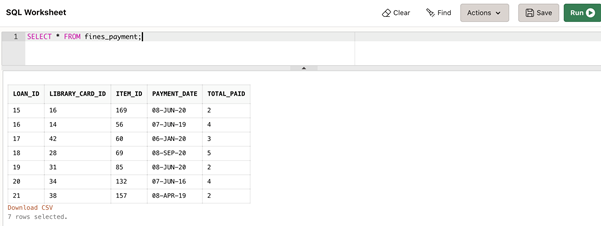 SQL Worksheet
Clear Find Actions Save Run
1 SELECT * FROM fines_payment;
LOAN_ID LIBRARY_CARD_ID ITEM_ID PAYMENT_DATE TOTAL_PAID
15 16 169 08-JUN-20 2
16 14 56 07-JUN-19 4
17 42 60 06-JAN-20 3
18 28 69 08-SEP-20 5
19 31 85 08-JUN-20 2
20 34 132 07-JUN-16 4
21 38 157 08-APR-19 2
Download CSV
7 rows selected.